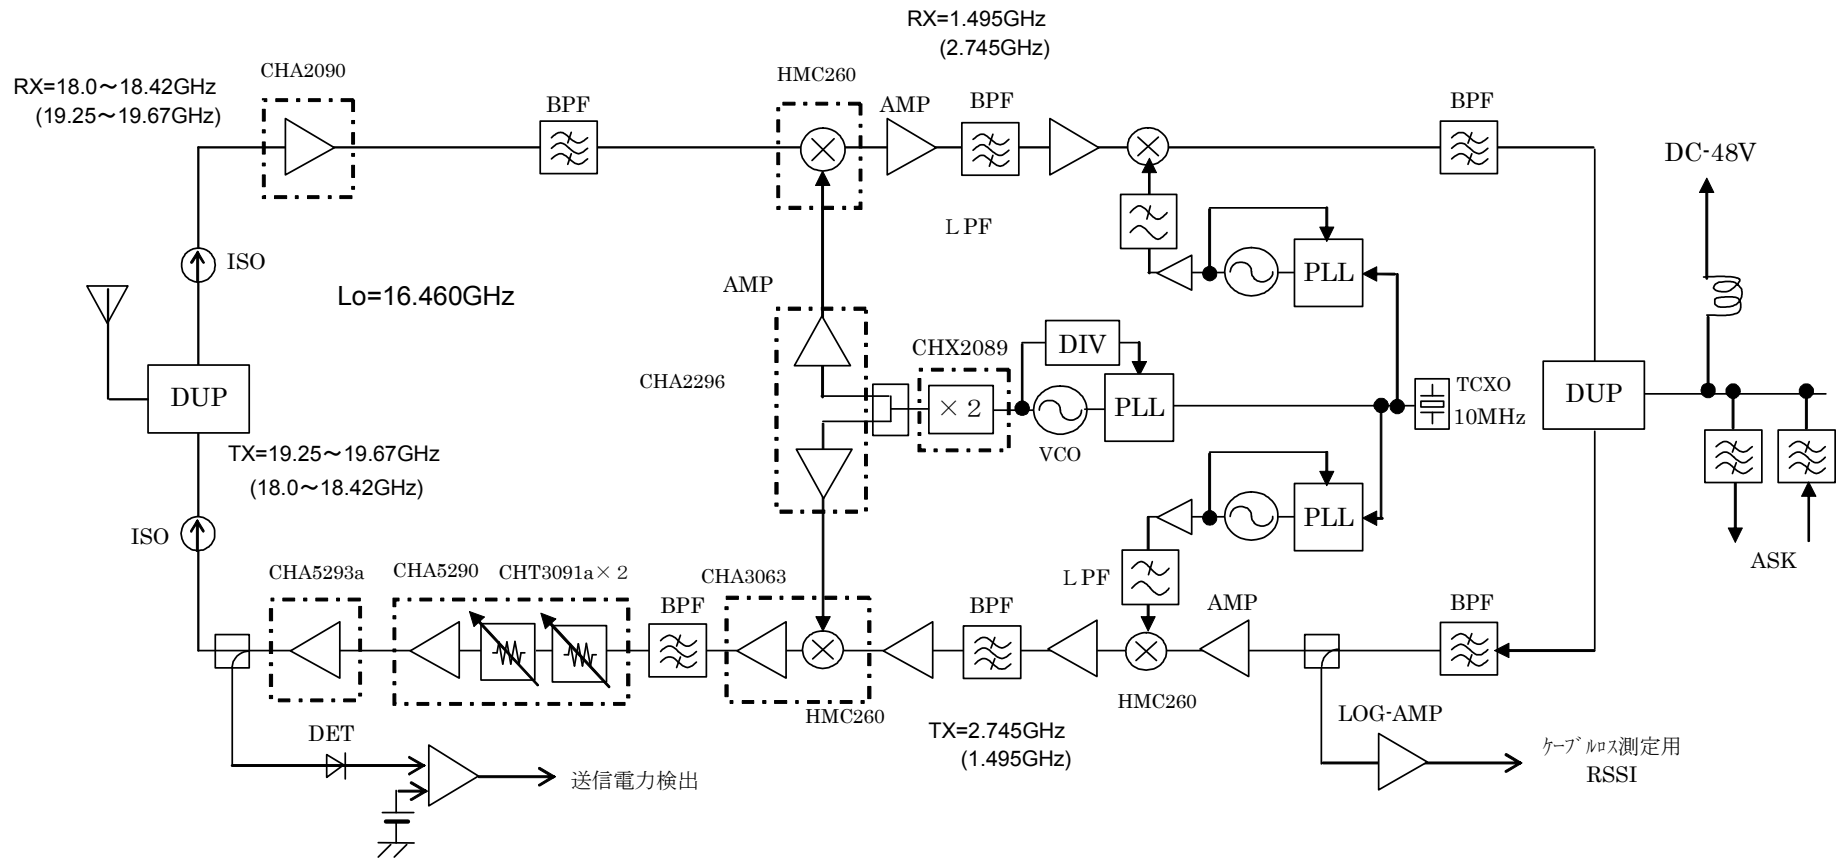 RX=1.495GHz
(2.745GHz)
CHA2090
HMC260
RX=18.0～18.42GHz
(19.25～19.67GHz)
BPF
AMP
BPF
BPF
DC-48V
ＬPF
ISO
PLL
Lo=16.460GHz
AMP
DIV
CHX2089
CHA2296
TCXO
10MHz
DUP
×2
PLL
DUP
VCO
TX=19.25～19.67GHz
(18.0～18.42GHz)
PLL
ISO
ASK
CHA5293a
CHA5290
CHT3091a×2
CHA3063
ＬPF
BPF
BPF
AMP
BPF
HMC260
HMC260
TX=2.745GHz
(1.495GHz)
LOG-AMP
DET
ｹｰﾌﾞﾙﾛｽ測定用
RSSI
送信電力検出